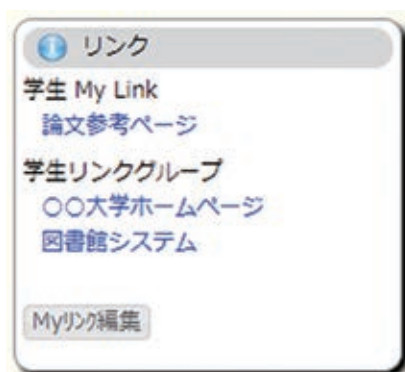 リンク
学生 My Link
論文参考ページ
学生リンクグループ
○○大学ホームページ
図書館システム
Myリンク編集